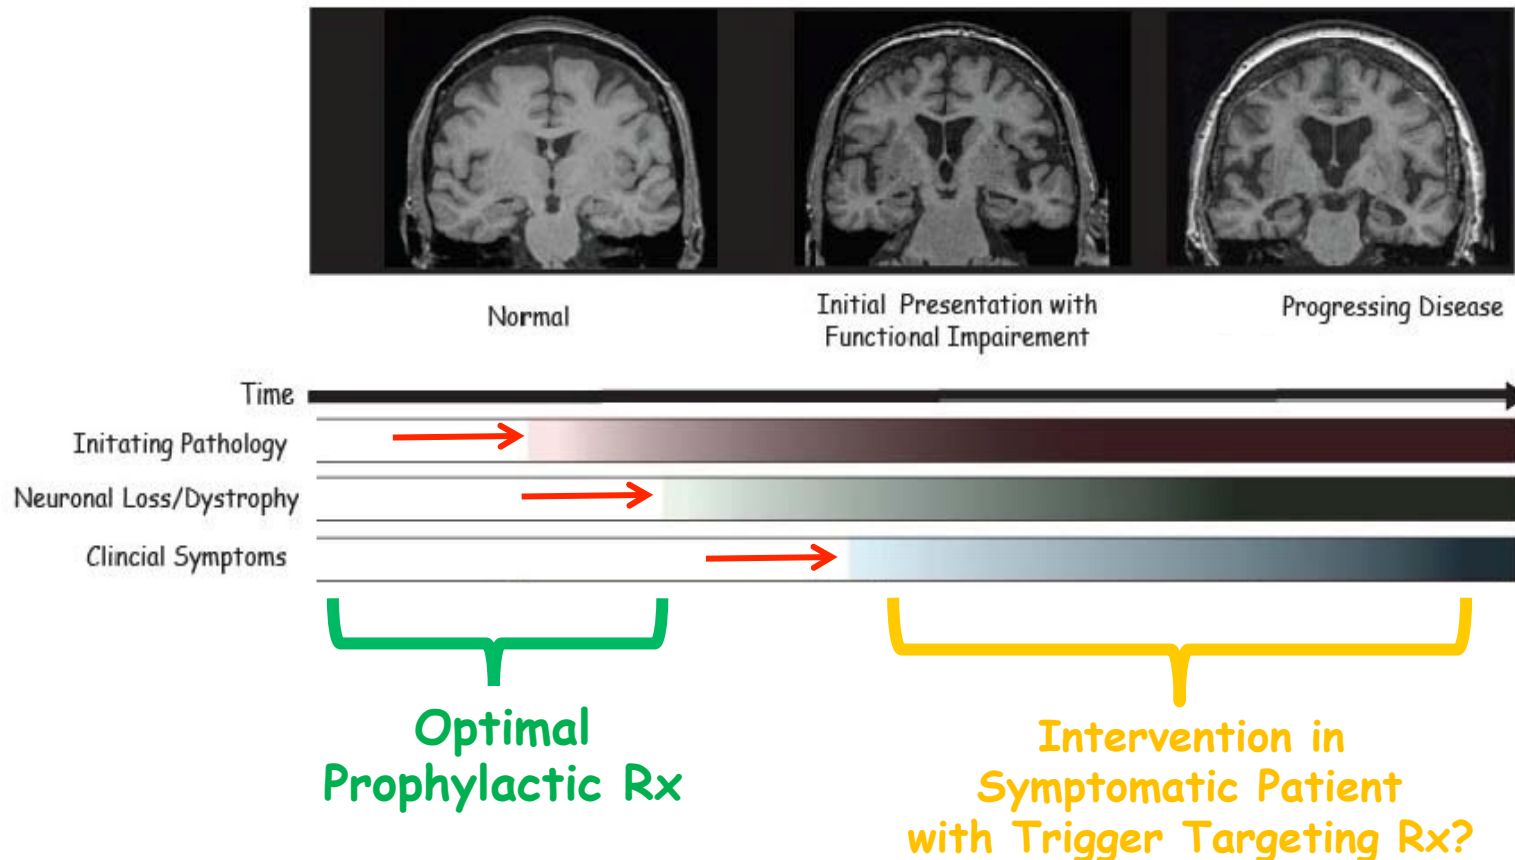 Normal
Initial Presentation with
Functional Impairement
Progressing Disease
Time
Initating Pathology
Neuronal Loss/Dystrophy
Clincial Symptoms
Optimal
Prophylactic Rx
Intervention in
Symptomatic Patient
with Trigger Targeting Rx?